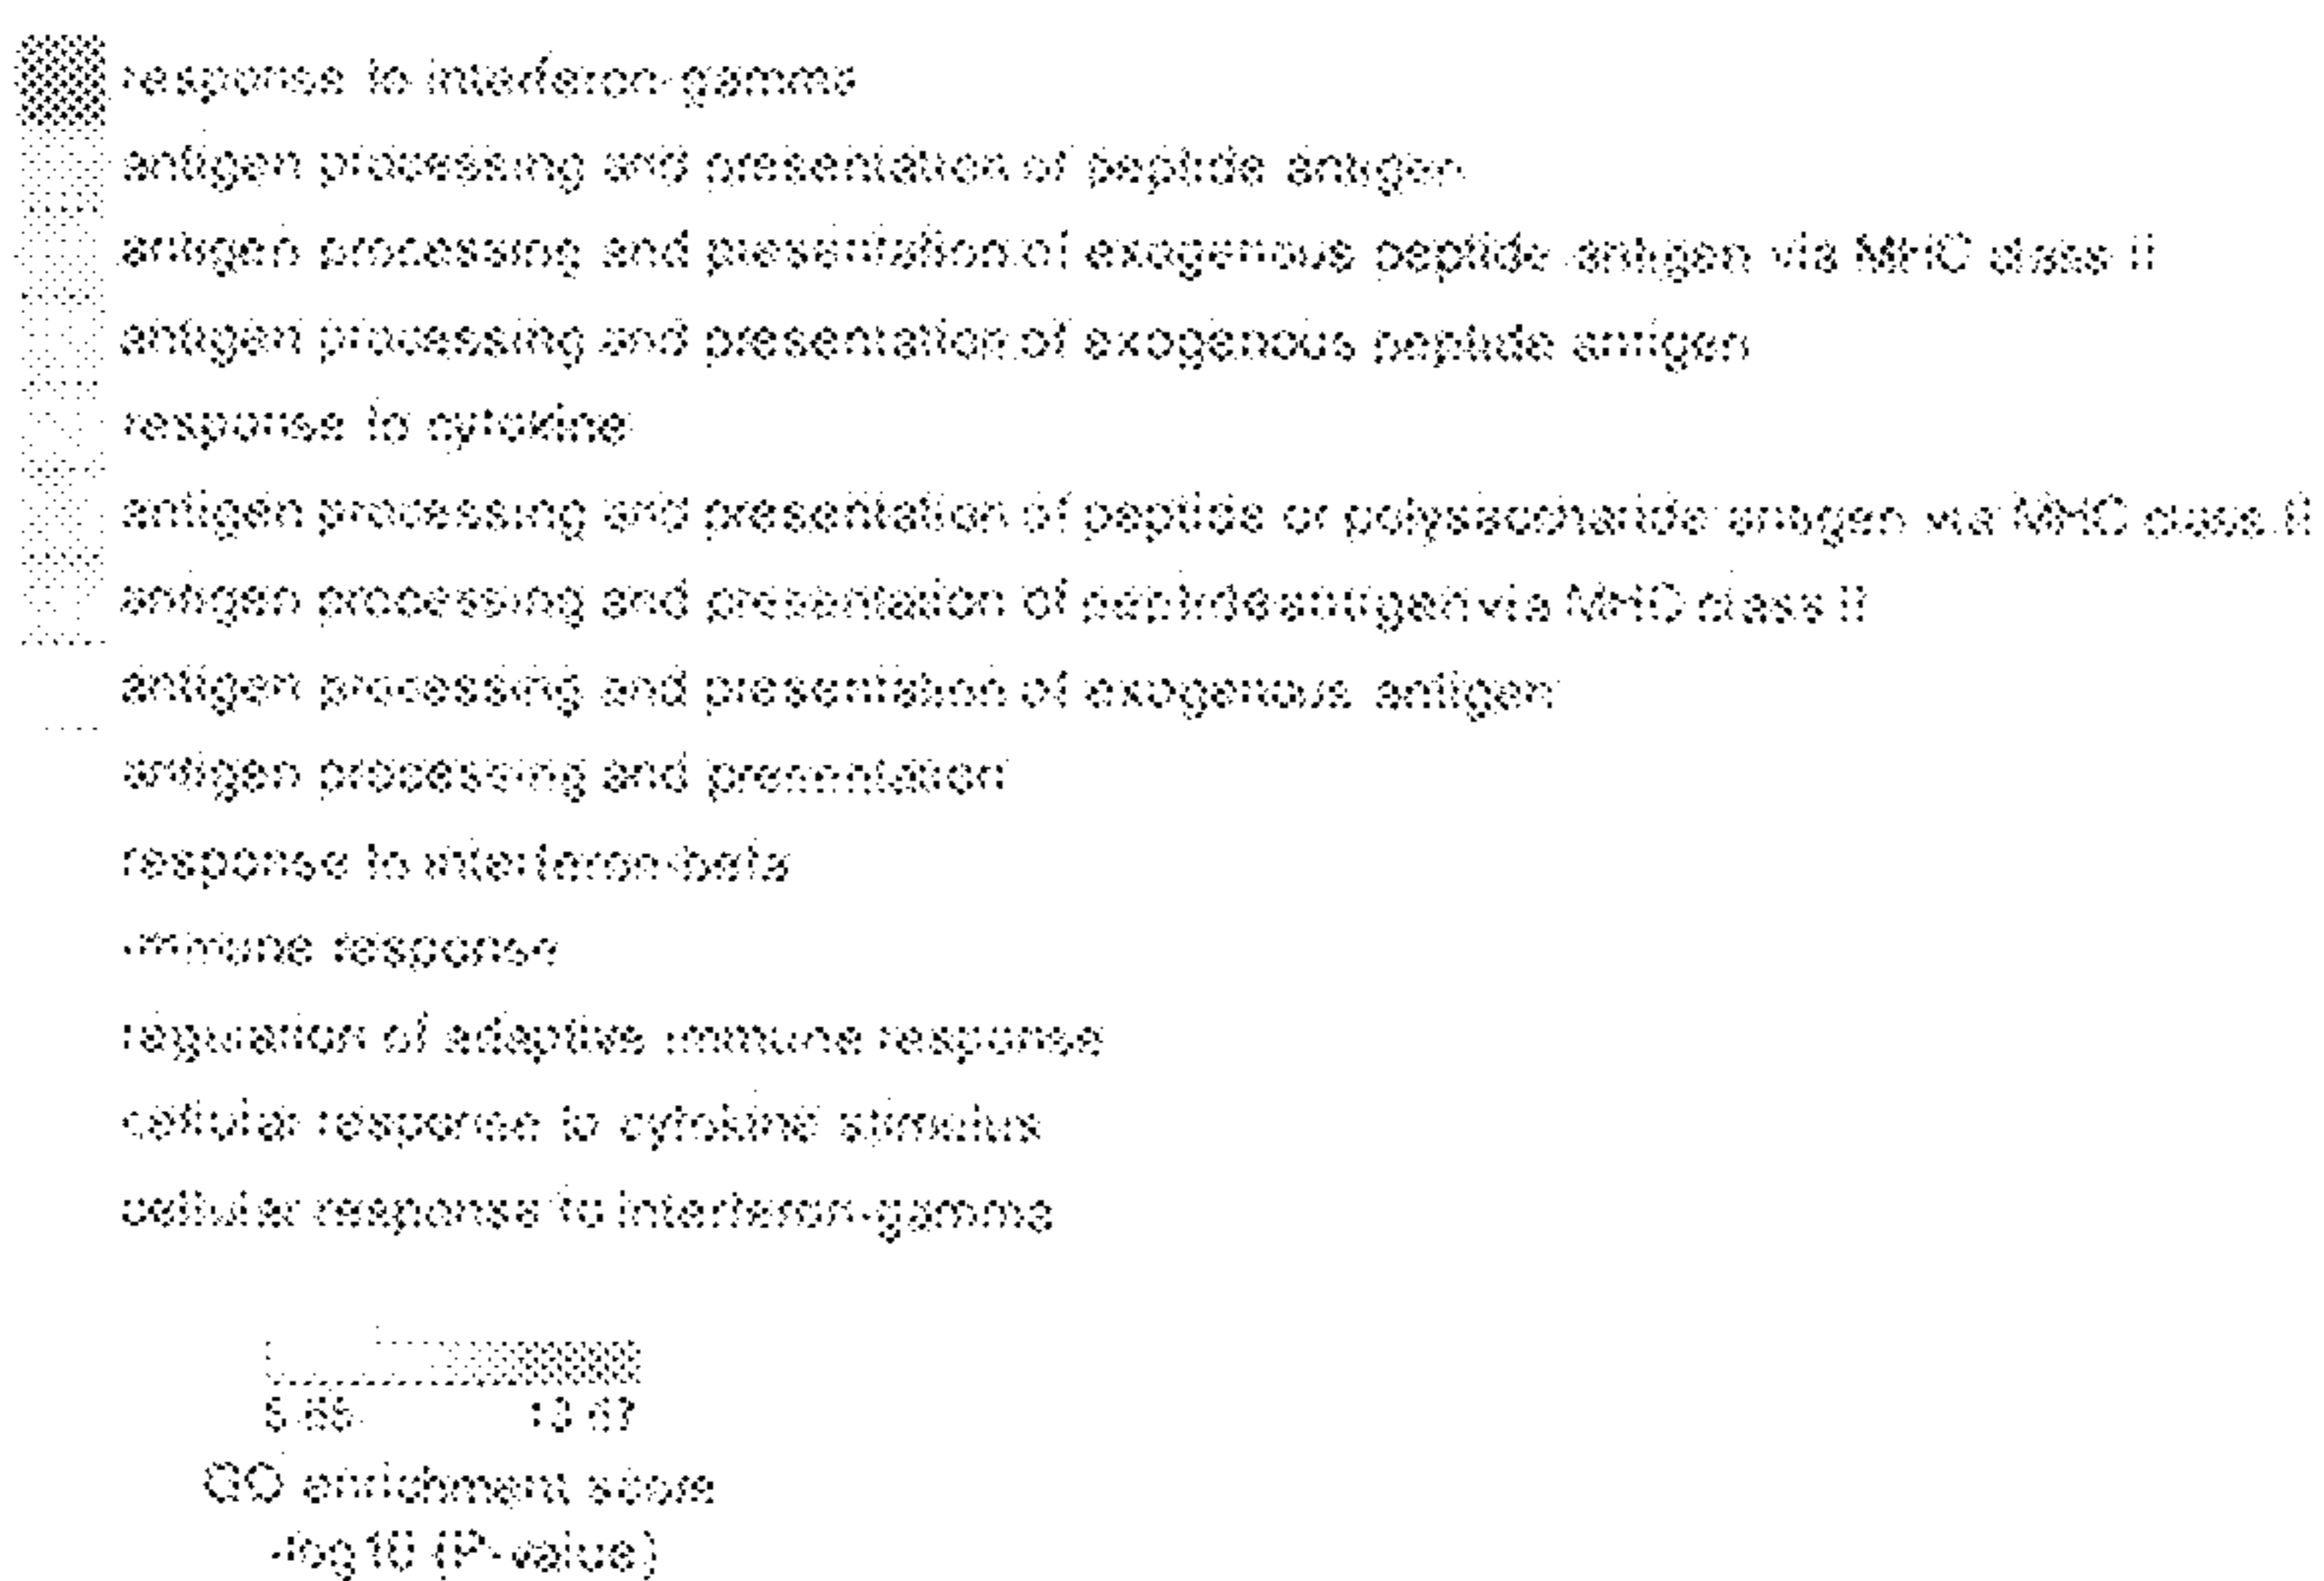 response to interferon-gamma
antigen processing and presentation of peptide antigen
antigen processing and presentation of exogenous peptide antigen via MHC class II
antigen processing and presentation of exogenous peptide antigen
response to cytokine
antigen processing and presentation of peptide or polysaccharide antigen via MHC class II
antigen processing and presentation of peptide antigen via MHC class II
antigen processing and presentation of exogenous antigen
antigen processing and presentation
response to interferon-beta
immune response
regulation of adaptive immune response
cellular response to cytokine stimulus
cellular response to interferon-gamma
GO enrichment score
-log10 (P-value)